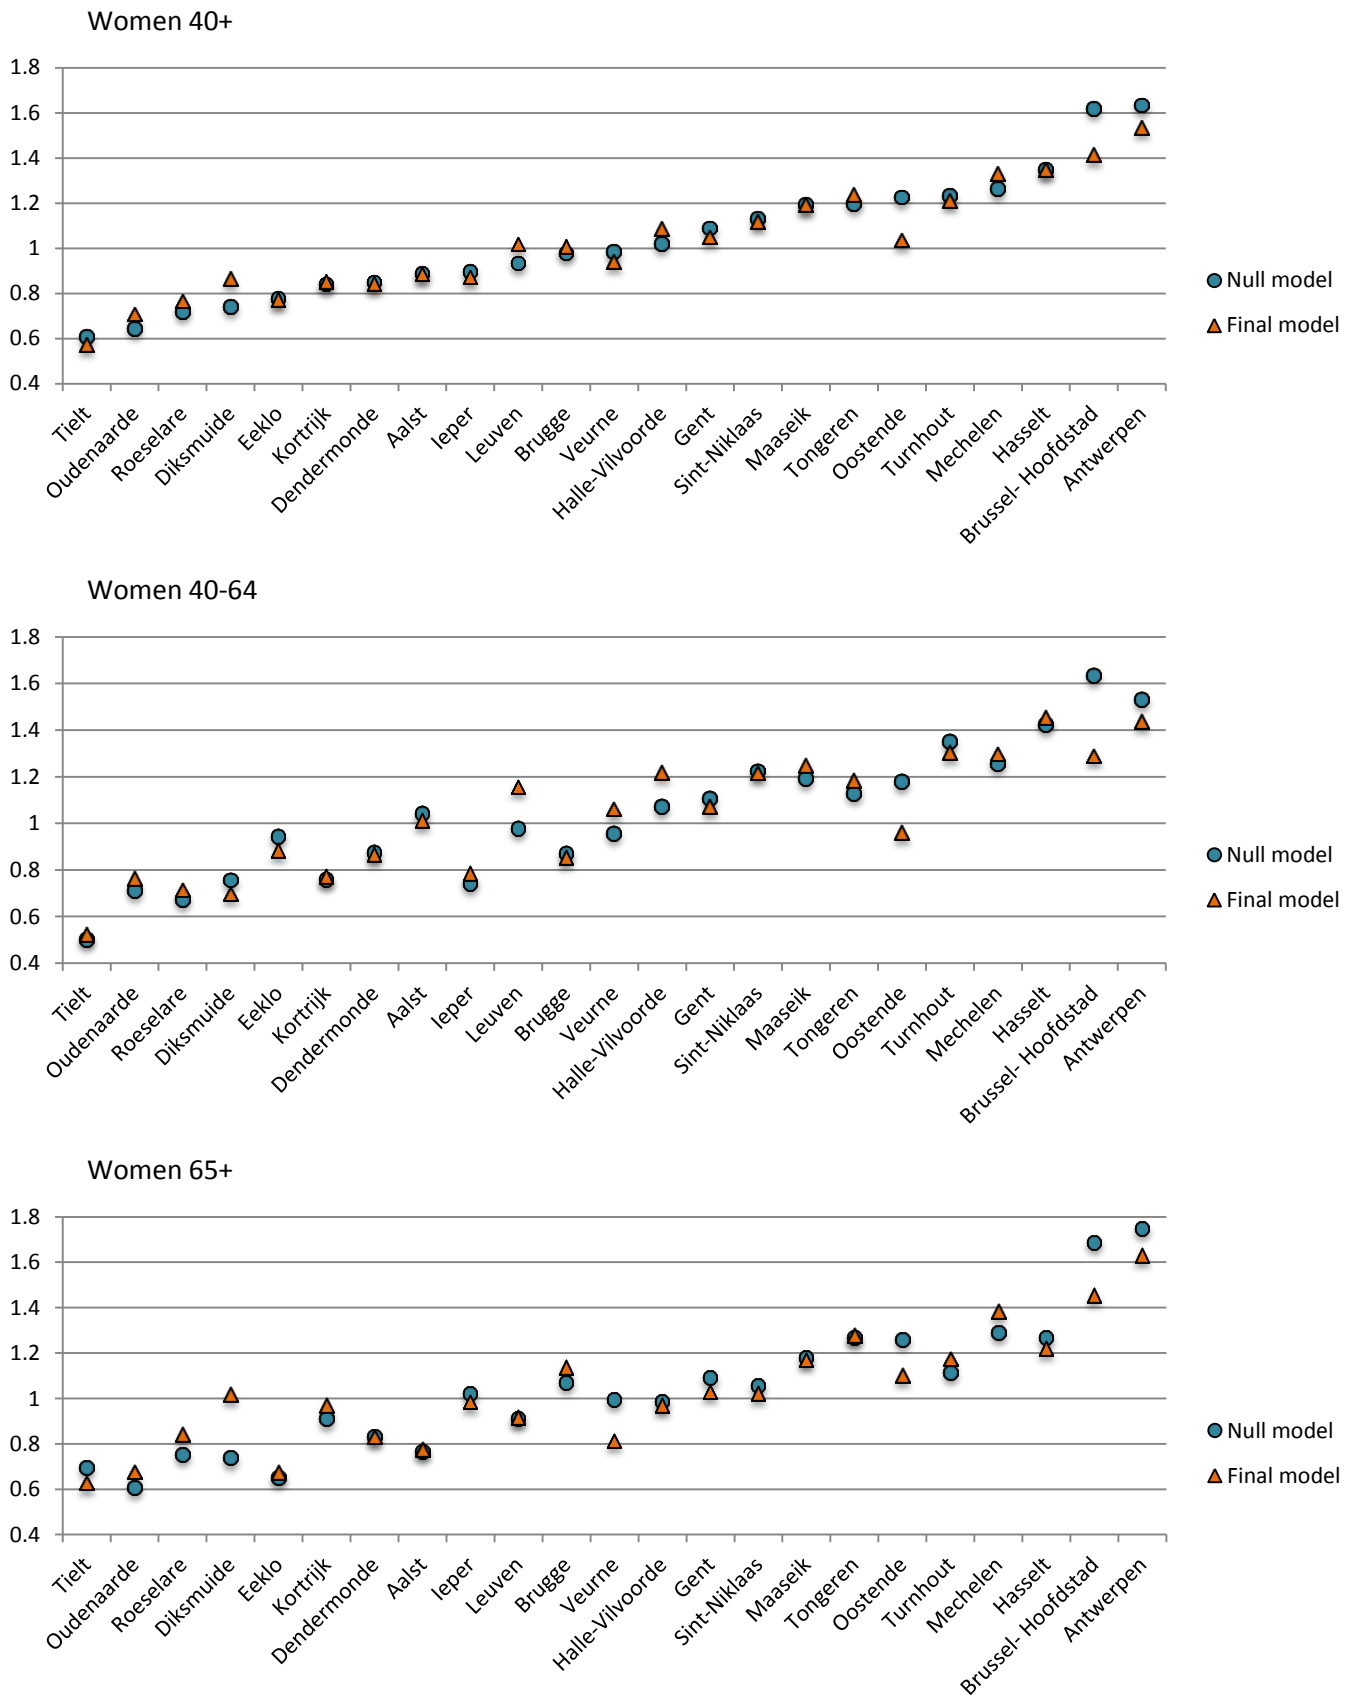 Women 40+
1.8
1.6
1.4
1.2
1
0.8
0.6
0.4
Tielt
Oudenaarde
Roeselare
Diksmuide
Eeklo
Kortrijk
Dendermonde
Aalst
Ieper
Leuven
Brugge
Veurne
Halle-Vilvoorde
Gent
Sint-Niklaas
Maaseik
Tongeren
Oostende
Turnhout
Mechelen
Hasselt
Brussel- Hoofdstad
Antwerpen
Null model
Final model
Women 40-64
1.8
1.6
1.4
1.2
1
0.8
0.6
0.4
Tielt
Oudenaarde
Roeselare
Diksmuide
Eeklo
Kortrijk
Dendermonde
Aalst
Ieper
Leuven
Brugge
Veurne
Halle-Vilvoorde
Gent
Sint-Niklaas
Maaseik
Tongeren
Oostende
Turnhout
Mechelen
Hasselt
Brussel- Hoofdstad
Antwerpen
Null model
Final model
Women 65+
1.8
1.6
1.4
1.2
1
0.8
0.6
0.4
Tielt
Oudenaarde
Roeselare
Diksmuide
Eeklo
Kortrijk
Dendermonde
Aalst
Ieper
Leuven
Brugge
Veurne
Halle-Vilvoorde
Gent
Sint-Niklaas
Maaseik
Tongeren
Oostende
Turnhout
Mechelen
Hasselt
Brussel- Hoofdstad
Antwerpen
Null model
Final model